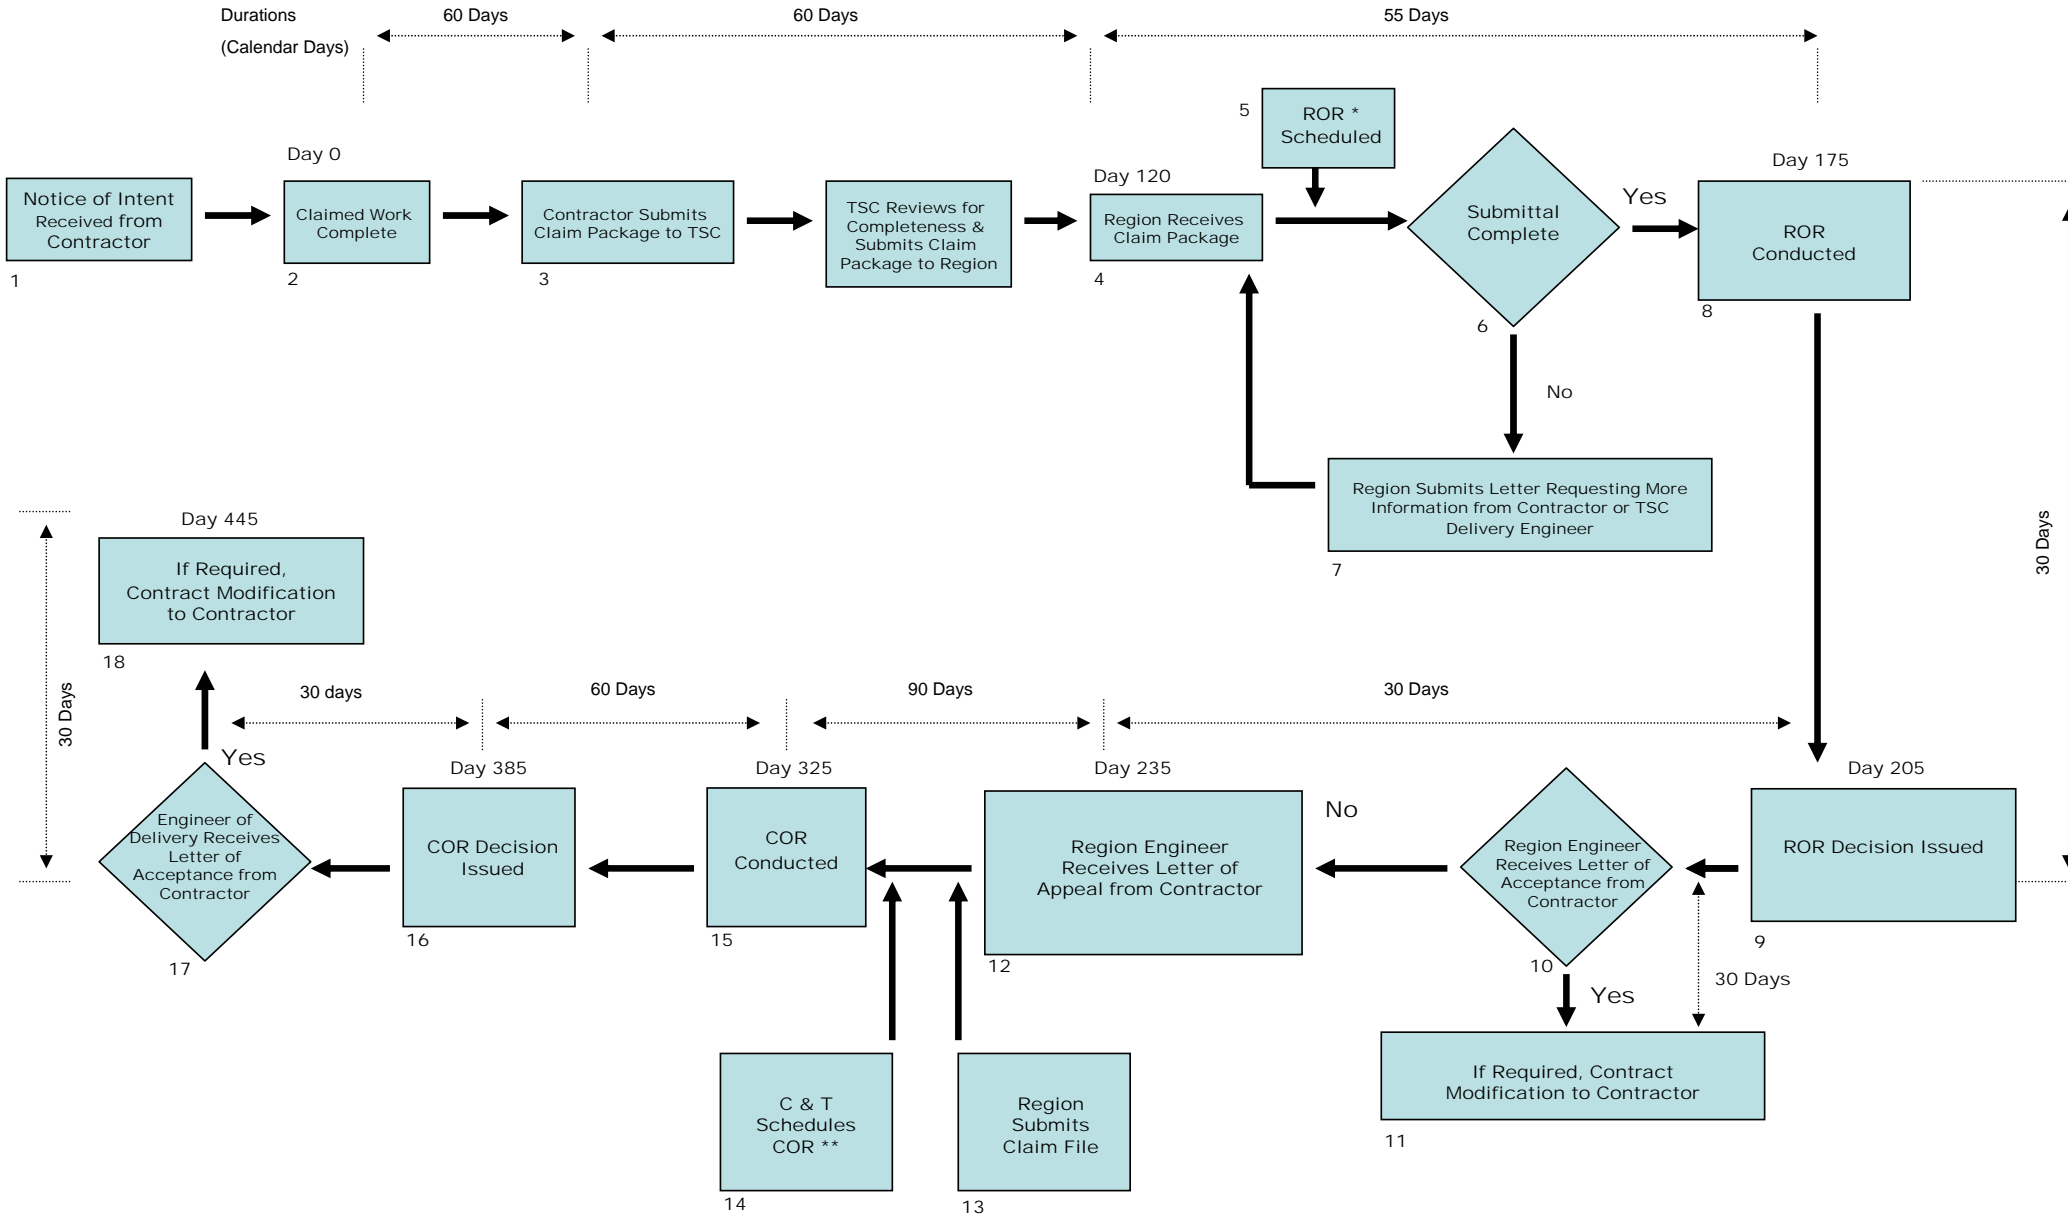 Durations
(Calendar Days)
60 Days
60 Days
55 Days
Notice of Intent
Received from
Contractor
1
Day 0
Claimed Work
Complete
2
Contractor Submits
Claim Package to TSC
3
TSC Reviews for
Completeness &
Submits Claim
Package to Region
Day 120
Region Receives
Claim Package
4
5
ROR *
Scheduled
Submittal
Complete
6
Yes
Day 175
ROR
Conducted
8
No
Region Submits Letter Requesting More
Information from Contractor or TSC
Delivery Engineer
7
30 Days
Day 445
If Required,
Contract Modification
to Contractor
18
30 Days
30 days
60 Days
90 Days
30 Days
Yes
Engineer of
Delivery Receives
Letter of
Acceptance from
Contractor
17
Day 385
COR Decision
Issued
16
Day 325
COR
Conducted
15
Day 235
Region Engineer
Receives Letter of
Appeal from Contractor
12
No
Region Engineer
Receives Letter of
Acceptance from
Contractor
10
Day 205
ROR Decision Issued
9
30 Days
Yes
If Required, Contract
Modification to Contractor
11
C & T
Schedules
COR **
14
Region
Submits
Claim File
13